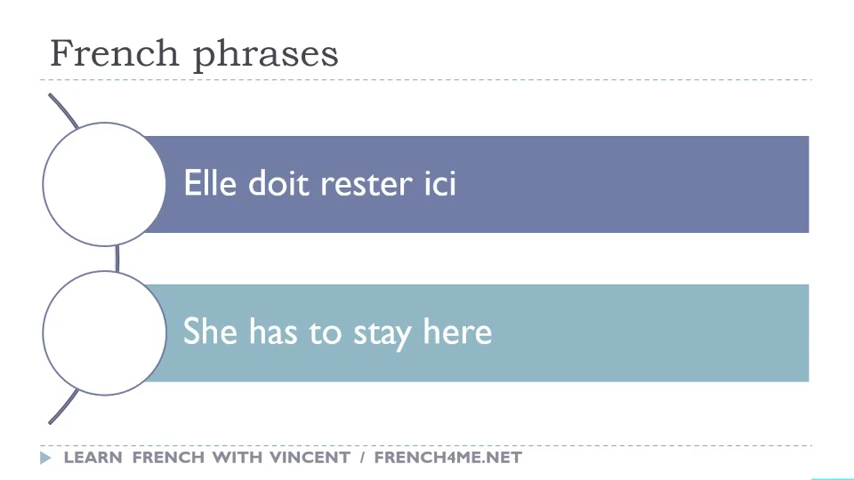 French phrases
Elle doit rester ici
She has to stay here
LEARN FRENCH WITH VINCENT / FRENCH4ME.NET